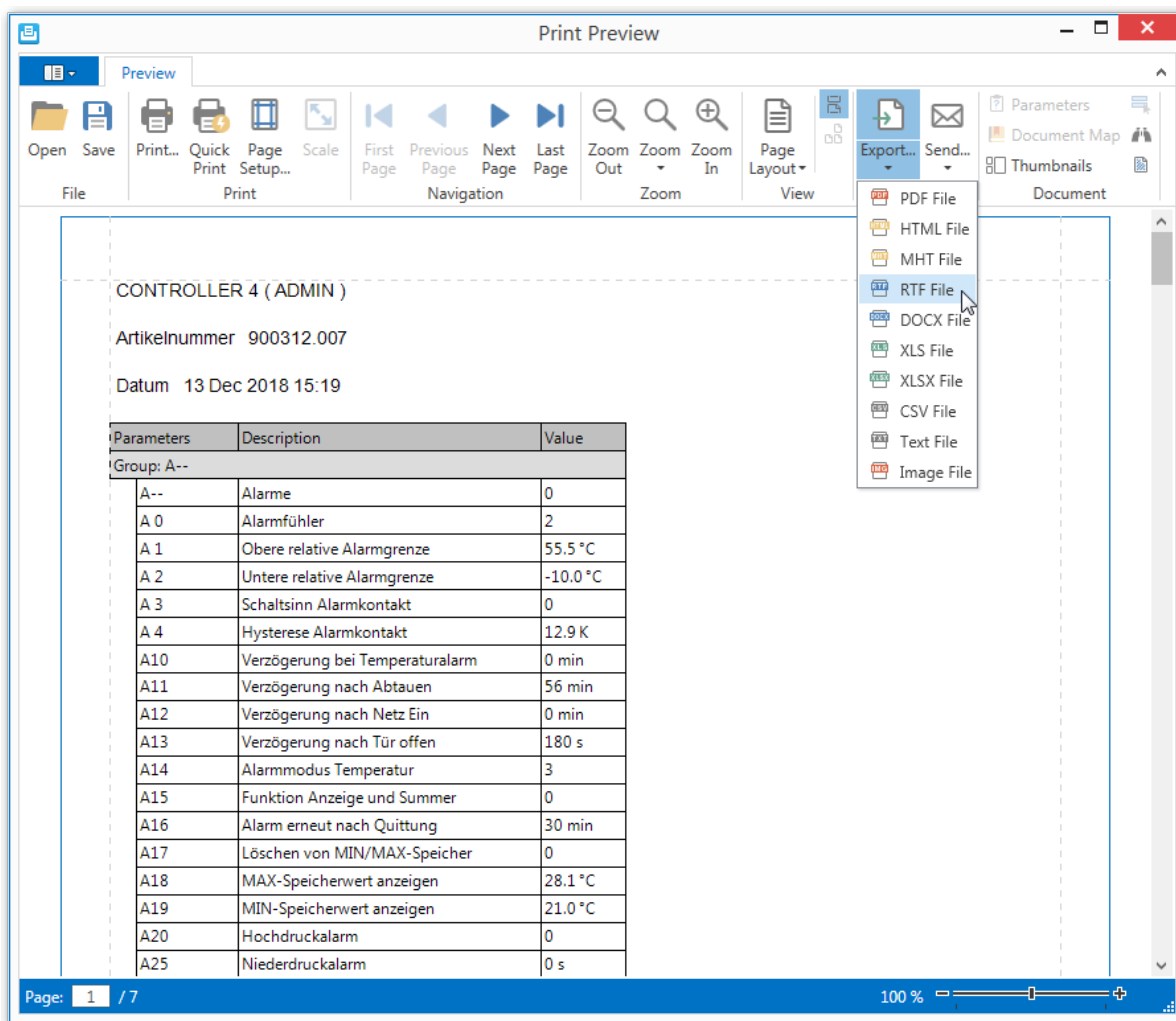 Print Preview
Preview
Open Save Print... Quick Print Page Setup... Scale First Page Previous Page Next Page Last Page Zoom Out Zoom Zoom In Page Layout Export... Send... Parameters
Document Map
Thumbnails
File Print Navigation Zoom View Document
PDF File
HTML File
MHT File
RTF File
DOCX File
XLS File
XLSX File
CSV File
Text File
Image File
CONTROLLER 4 ( ADMIN )
Artikelnummer 900312.007
Datum 13 Dec 2018 15:19
Parameters Description Value
Group: A--
A-- Alarme 0
A 0 Alarmfühler 2
A 1 Obere relative Alarmgrenze 55.5 °C
A 2 Untere relative Alarmgrenze -10.0 °C
A 3 Schaltsinn Alarmkontakt 0
A 4 Hysterese Alarmkontakt 12.9 K
A10 Verzögerung bei Temperaturalarm 0 min
A11 Verzögerung nach Abtauen 56 min
A12 Verzögerung nach Netz Ein 0 min
A13 Verzögerung nach Tür offen 180 s
A14 Alarmmodus Temperatur 3
A15 Funktion Anzeige und Summer 0
A16 Alarm erneut nach Quittung 30 min
A17 Löschen von MIN/MAX-Speicher 0
A18 MAX-Speicherwert anzeigen 28.1 °C
A19 MIN-Speicherwert anzeigen 21.0 °C
A20 Hochdruckalarm 0
A25 Niederdruckalarm 0 s
Page: 1 / 7 100 %